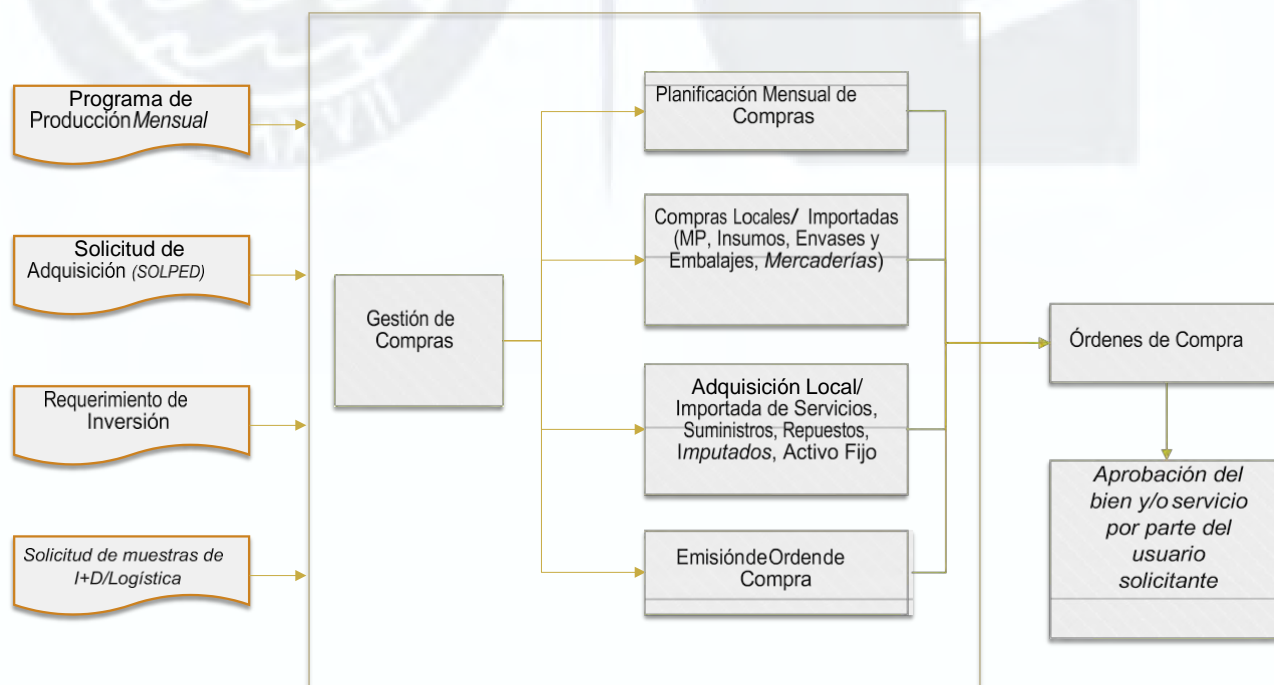 Programa de
Producción Mensual
Solicitud de
Adquisición (SOLPED)
Requerimiento de
Inversión
Solicitud de muestras de
I+D/Logística
Gestión de
Compras
Planificación Mensual de
Compras
Compras Locales/ Importadas
(MP, Insumos, Envases y
Embalajes, Mercaderías)
Adquisición Local/
Importada de Servicios,
Suministros, Repuestos,
Imputados, Activo Fijo
EmisióndeOrdende
Compra
Órdenes de Compra
Aprobación del
bien y/o servicio
por parte del
usuario
solicitante